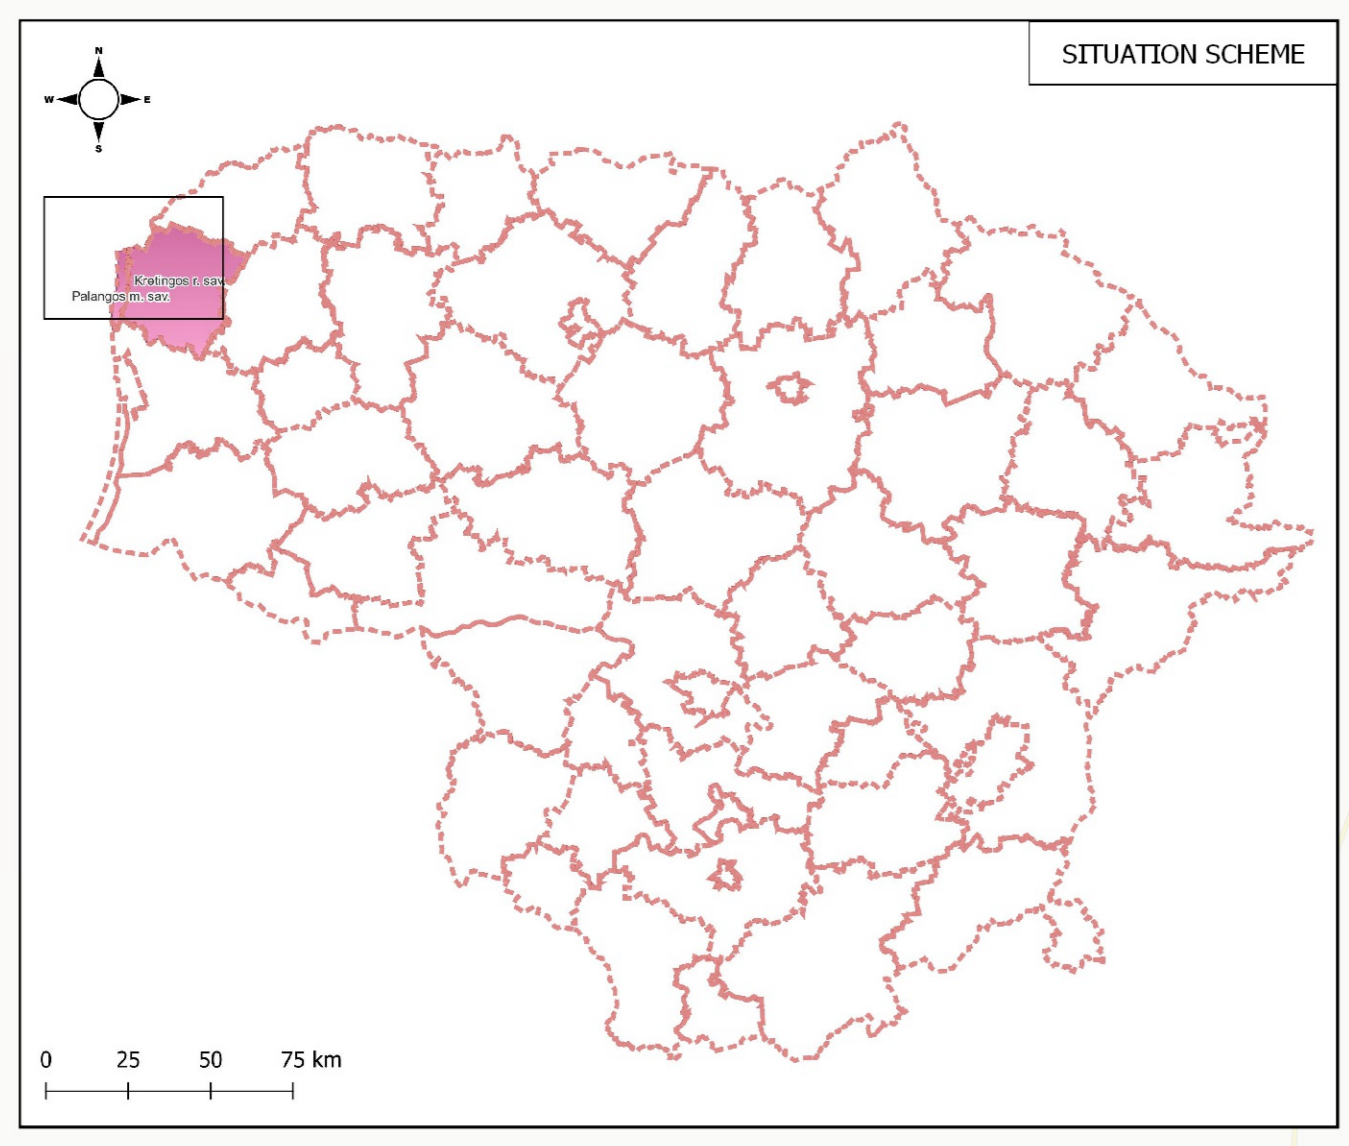 SITUATION SCHEME
N
W E
S
Kretingos r. sav.
Palangos m. sav.
0 25 50 75 km